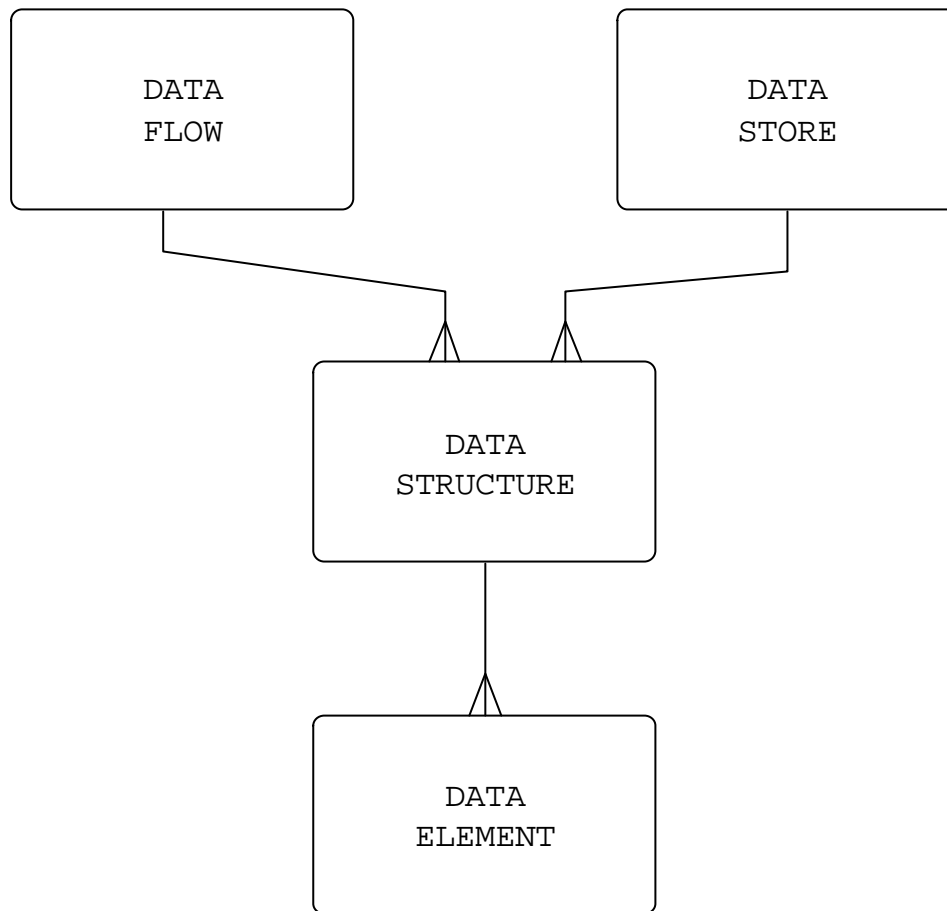 DATA
FLOW
DATA
STORE
DATA
STRUCTURE
DATA
ELEMENT